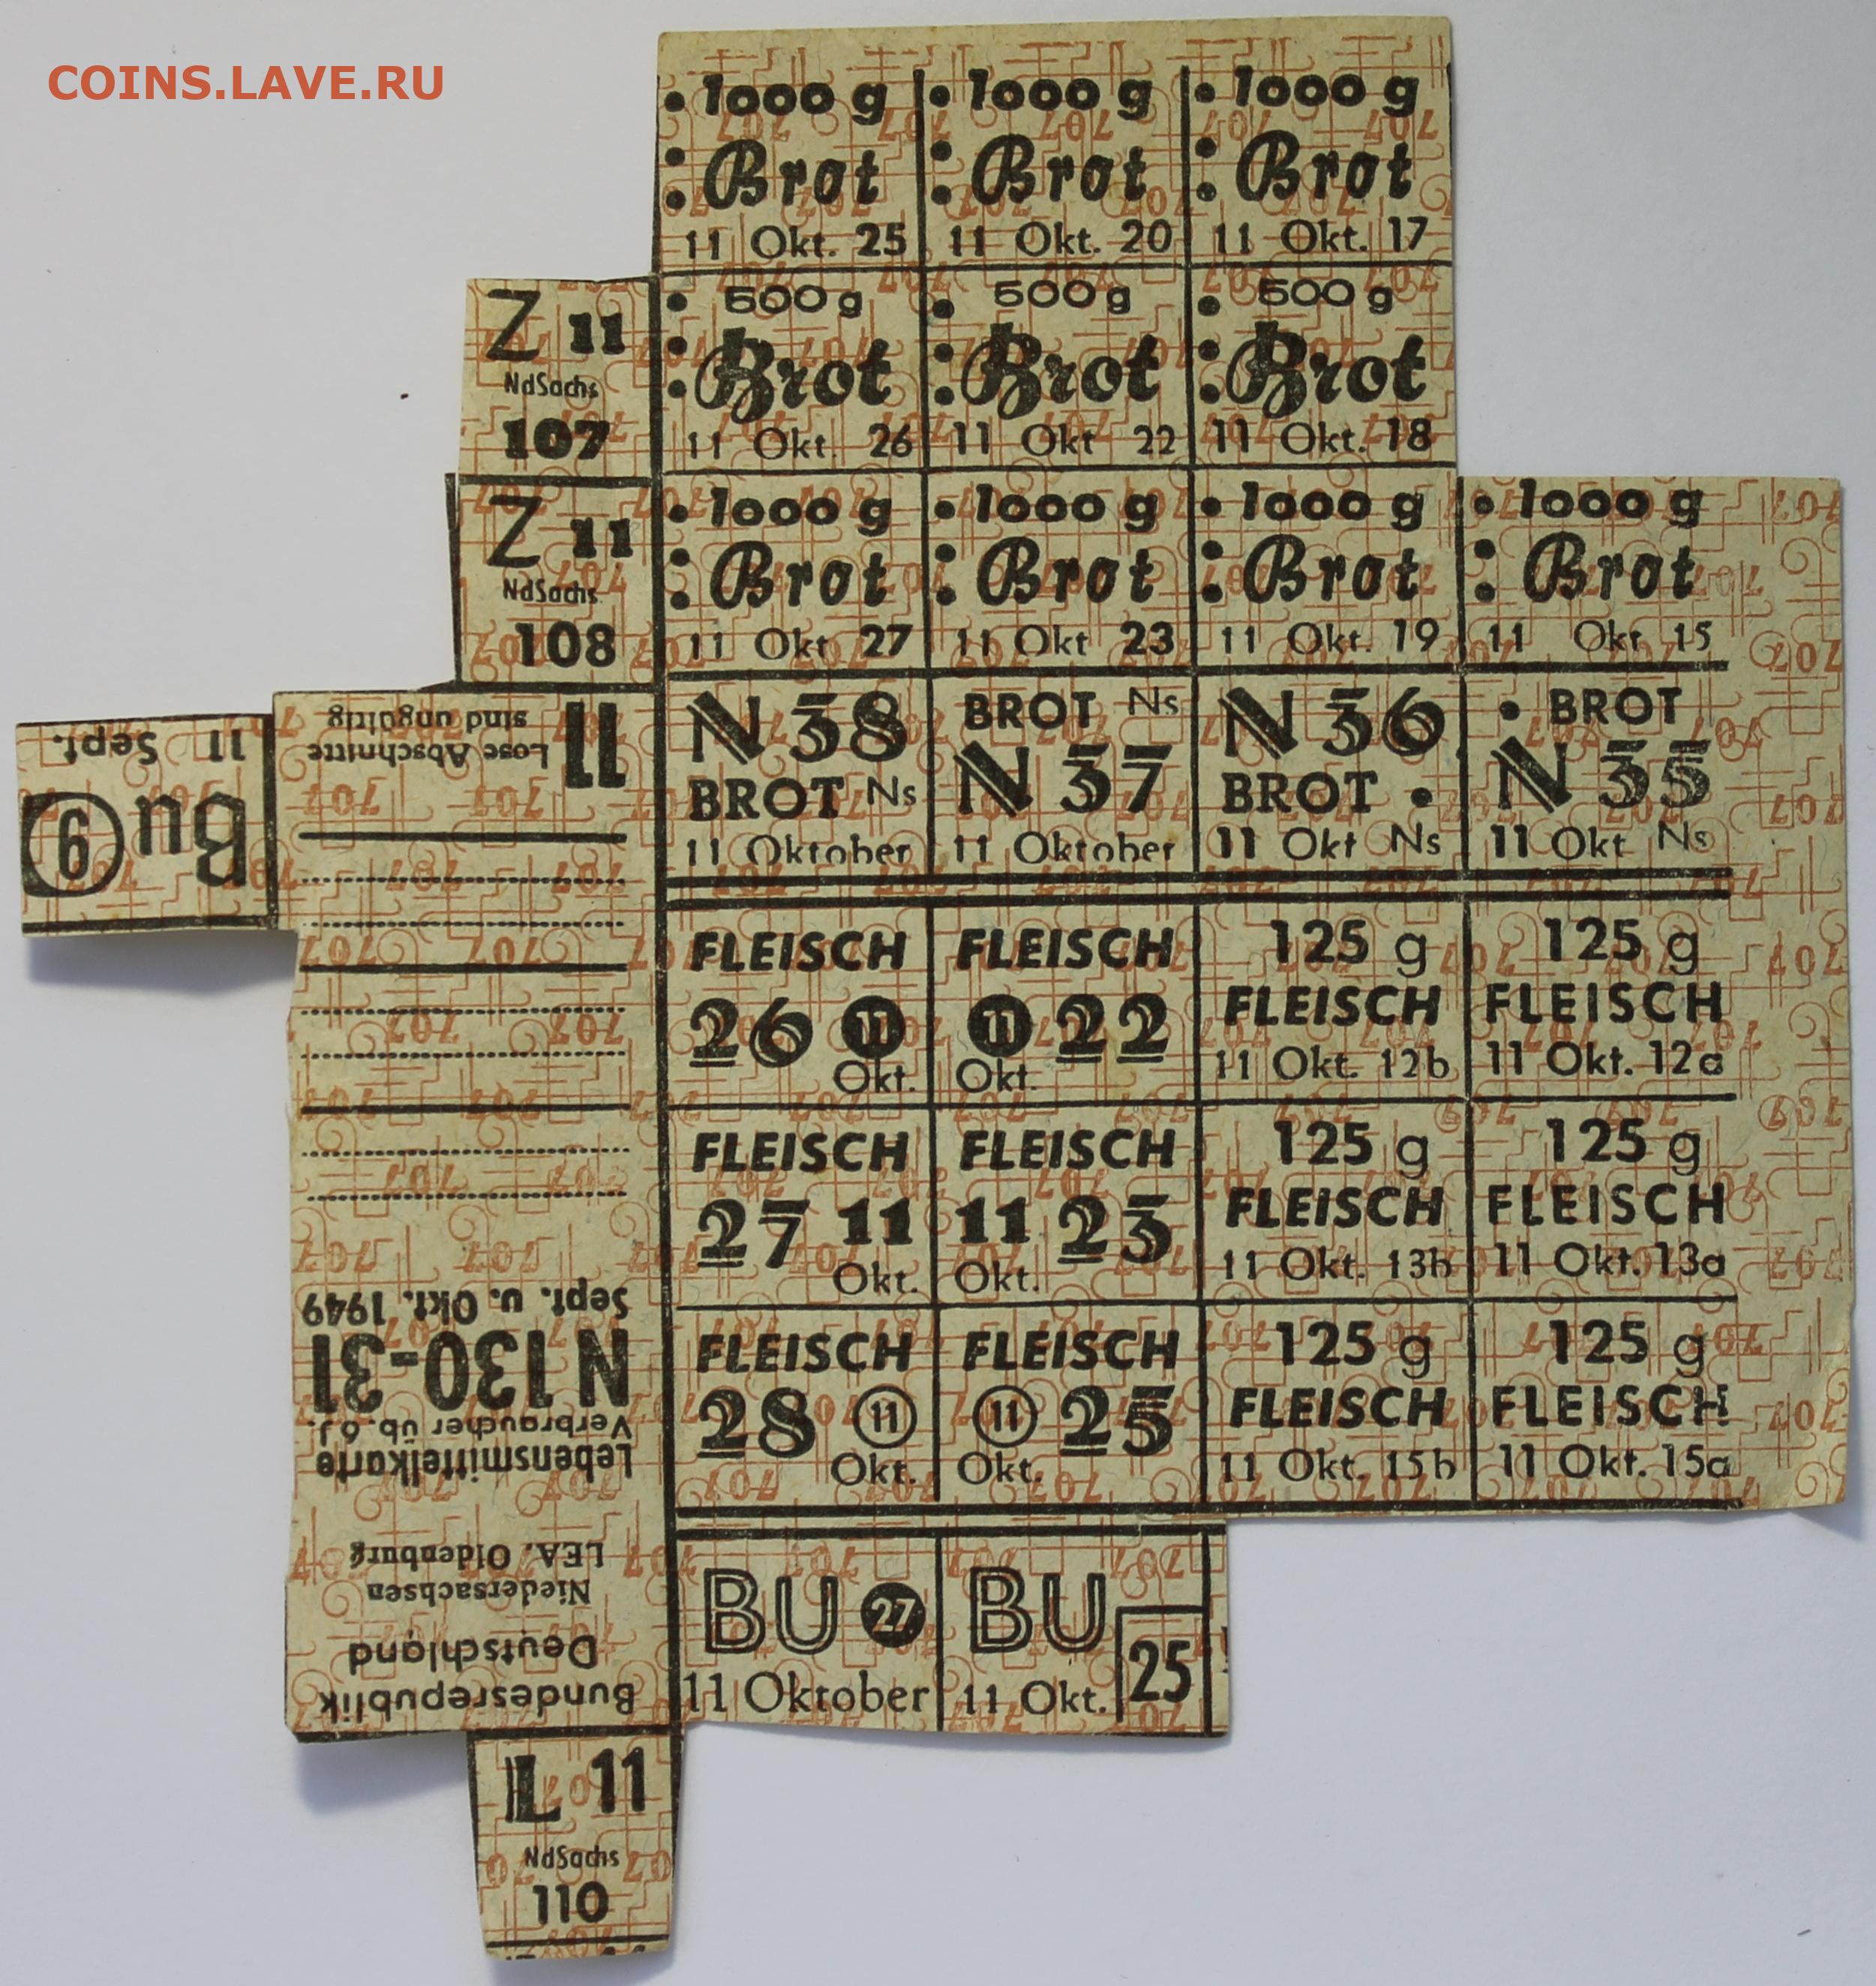 COINS.LAVE.RU
1000 g
Brot
11 Okt. 25
1000 g
Brot
11 Okt. 20
1000 g
Brot
11 Okt. 17
Z 11
NdSachs
107
500 g
Brot
11 Okt. 26
500 g
Brot
11 Okt 22
500 g
Brot
11 Okt. 18
Z 11
NdSachs.
108
1000 g
Brot
11 Okt 27
1000 g
Brot
11 Okt 23
1000 g
Brot
11 Okt. 19
1000 g
Brot
11 Okt. 15
N 38
BROT Ns
11 Oktober
BROT Ns
N 37
11 Oktober
N 36
BROT
11 Okt Ns
BROT
N 35
11 Okt Ns
FLEISCH
26 11
Okt.
FLEISCH
11 22
Okt.
125 g
FLEISCH
11 Okt. 12b
125 g
FLEISCH
11 Okt. 12a
FLEISCH
27 11
Okt.
FLEISCH
11 23
Okt.
125 g
FLEISCH
11 Okt. 13b
125 g
FLEISCH
11 Okt. 13a
FLEISCH
28 11
Okt.
FLEISCH
11 25
Okt.
125 g
FLEISCH
11 Okt. 15b
125 g
FLEISCH
11 Okt. 15a
BU 27
11 Oktober
BU 25
11 Okt.
Bundesrepublik
Deutschland
Niedersachsen
LEA. Oldenburg
Lebensmittelkarte
Verbraucher üb. 6 J.
N 130-31
Sept. u. Okt. 1949
11 Lose Abschnitte
sind ungültig
Bu 9
11 Sept.
L 11
NdSachs
110